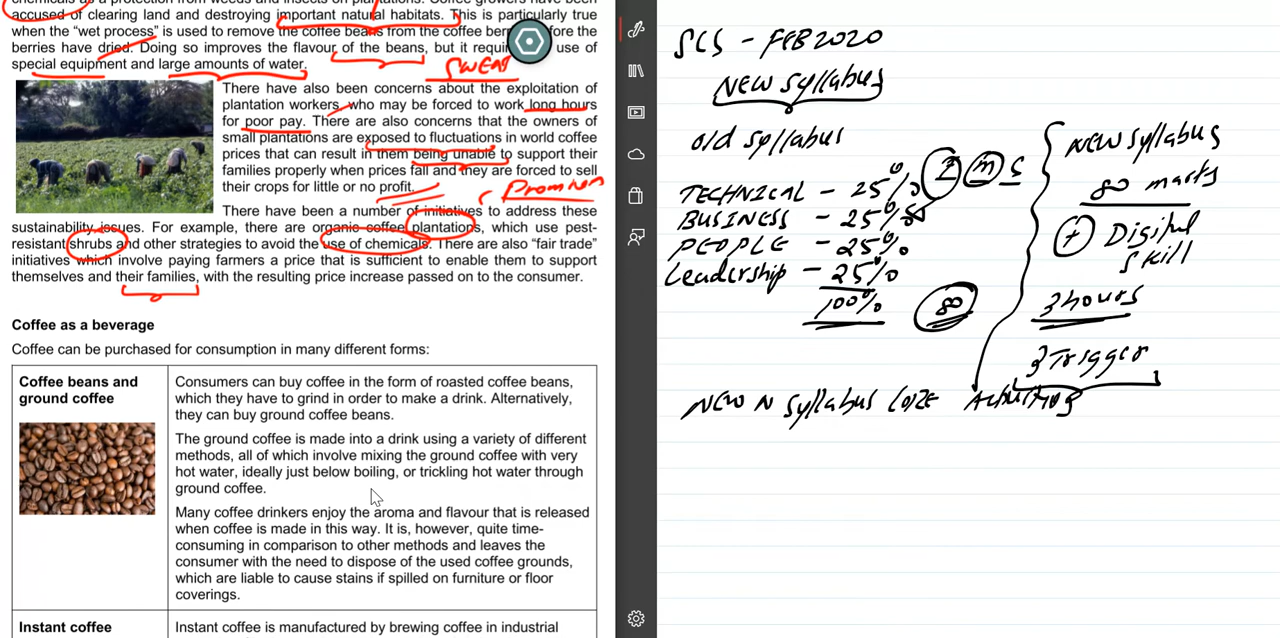 accused of clearing land and destroying important natural habitats. This is particularly true
when the "wet process" is used to remove the coffee beans from the coffee before the
berries have dried. Doing so improves the flavour of the beans, but it use of
special equipment and large amounts of water.
SWEAT
There have also been concerns about the exploitation of
plantation workers, who may be forced to work long hours
for poor pay. There are also concerns that the owners of
small plantations are exposed to fluctuations in world coffee
prices that can result in them being unable to support their
families properly when prices fall and they are forced to sell
their crops for little or no profit.
There have been a number of initiatives to address these
sustainability issues. For example, there are organic coffee plantations, which use pest-
resistant shrubs and other strategies to avoid the use of chemicals. There are also "fair trade"
initiatives which involve paying farmers a price that is sufficient to enable them to support
themselves and their families, with the resulting price increase passed on to the consumer.
Coffee as a beverage
Coffee can be purchased for consumption in many different forms:
Coffee beans and
ground coffee
Consumers can buy coffee in the form of roasted coffee beans,
which they have to grind in order to make a drink. Alternatively,
they can buy ground coffee beans.
The ground coffee is made into a drink using a variety of different
methods, all of which involve mixing the ground coffee with very
hot water, ideally just below boiling, or trickling hot water through
ground coffee.
Many coffee drinkers enjoy the aroma and flavour that is released
when coffee is made in this way. It is, however, quite time-
consuming in comparison to other methods and leaves the
consumer with the need to dispose of the used coffee grounds,
which are liable to cause stains if spilled on furniture or floor
coverings.
Instant coffee
Instant coffee is manufactured by brewing coffee in industrial
SCS - FEB 2020
NEW Syllabus
old syllabus
TECHNICAL - 25%
BUSINESS - 25%
PEOPLE - 25%
Leadership - 25%
100%
80
I m S
NEW Syllabus
80 marks
+ Digital
Skill
3 hours
3 Trigger
NEW N Syllabus CORE Activities